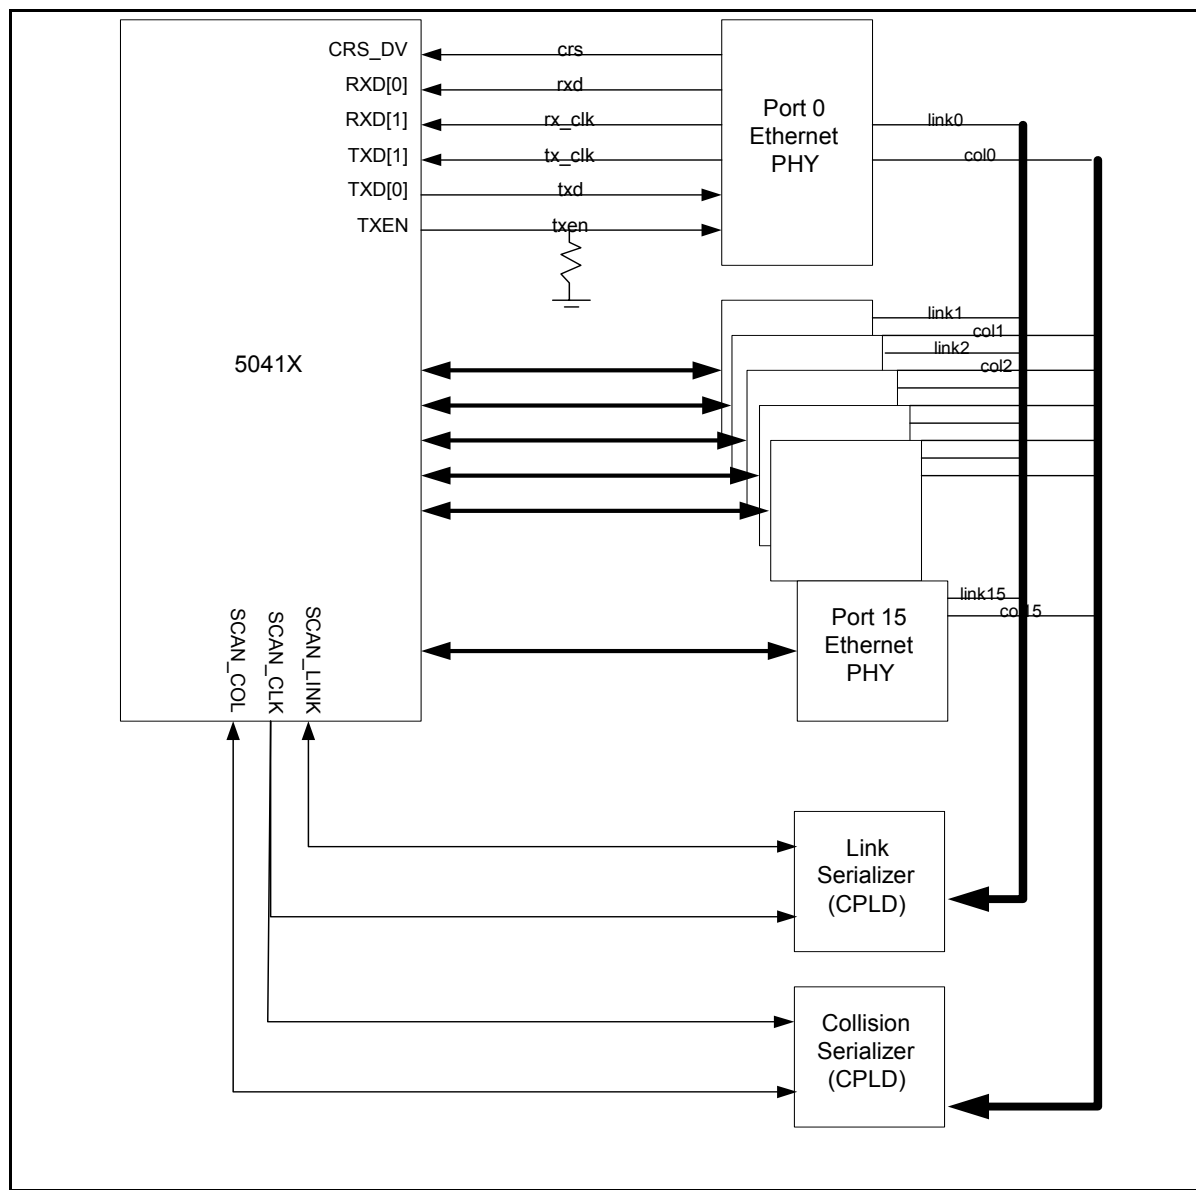 CRS_DV
crs
RXD[0]
rxd
RXD[1]
rx_clk
TXD[1]
tx_clk
TXD[0]
txd
TXEN
txen
Port 0
Ethernet
PHY
link0
col0
5041X
link1
col1
link2
col2
link15
col15
Port 15
Ethernet
PHY
SCAN_COL
SCAN_CLK
SCAN_LINK
Link
Serializer
(CPLD)
Collision
Serializer
(CPLD)